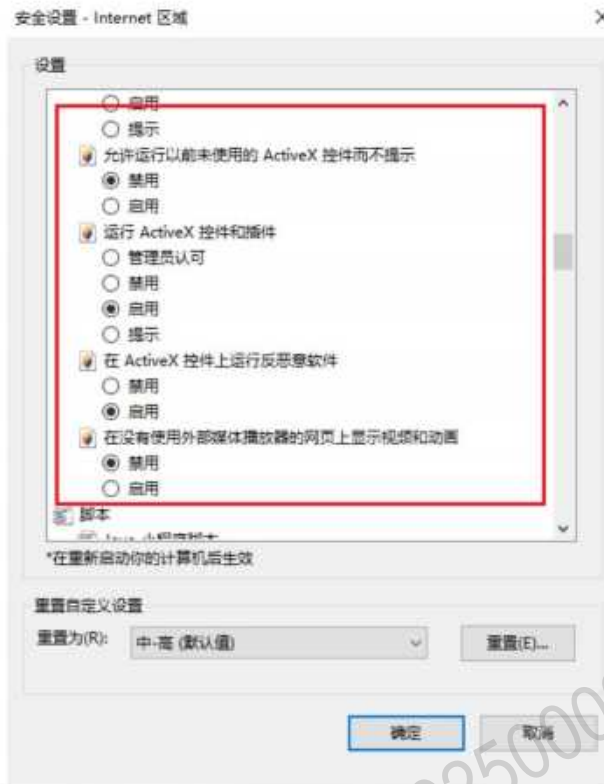 安全设置 - Internet 区域
设置
启用
提示
允许运行以前未使用的 ActiveX 控件而不提示
禁用
启用
运行 ActiveX 控件和插件
管理员认可
禁用
启用
提示
在 ActiveX 控件上运行反恶意软件
禁用
启用
在没有使用外部媒体播放器的网页上显示视频和动画
禁用
启用
脚本
*在重新启动你的计算机后生效
重置自定义设置
重置为(R):
中-高 (默认值)
重置(E)...
确定
取消